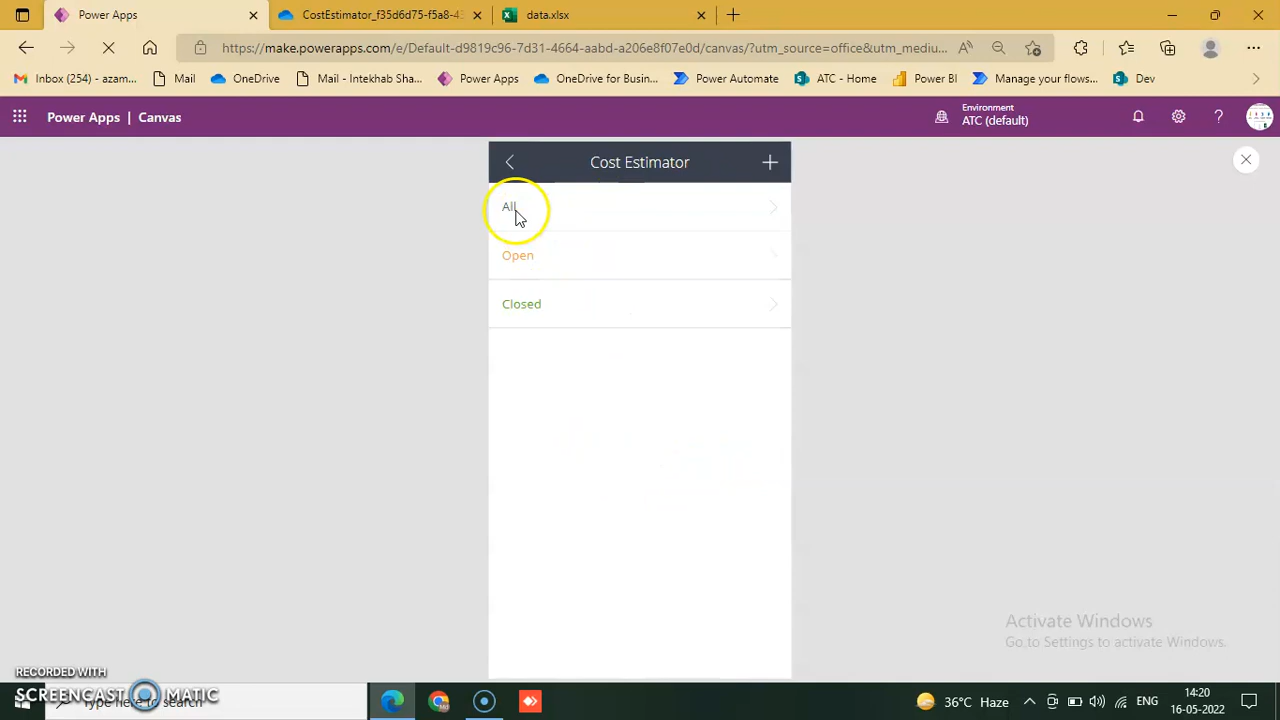 Power Apps
CostEstimator_f35d6d75-f5a8-43
data.xlsx
https://make.powerapps.com/e/Default-d9819c96-7d31-4664-aabd-a206e8f07e0d/canvas/?utm_source=office&utm_mediu...
Inbox (254) - azam...
Mail
OneDrive
Mail - Intekhab Sha...
Power Apps
OneDrive for Busin...
Power Automate
ATC - Home
Power BI
Manage your flows...
Dev
Power Apps | Canvas
Environment
ATC (default)
Cost Estimator
All
Open
Closed
Activate Windows
Go to Settings to activate Windows.
RECORDED WITH
SCREENCAST MATIC
Type here to search
36°C Haze
ENG
14:20
16-05-2022